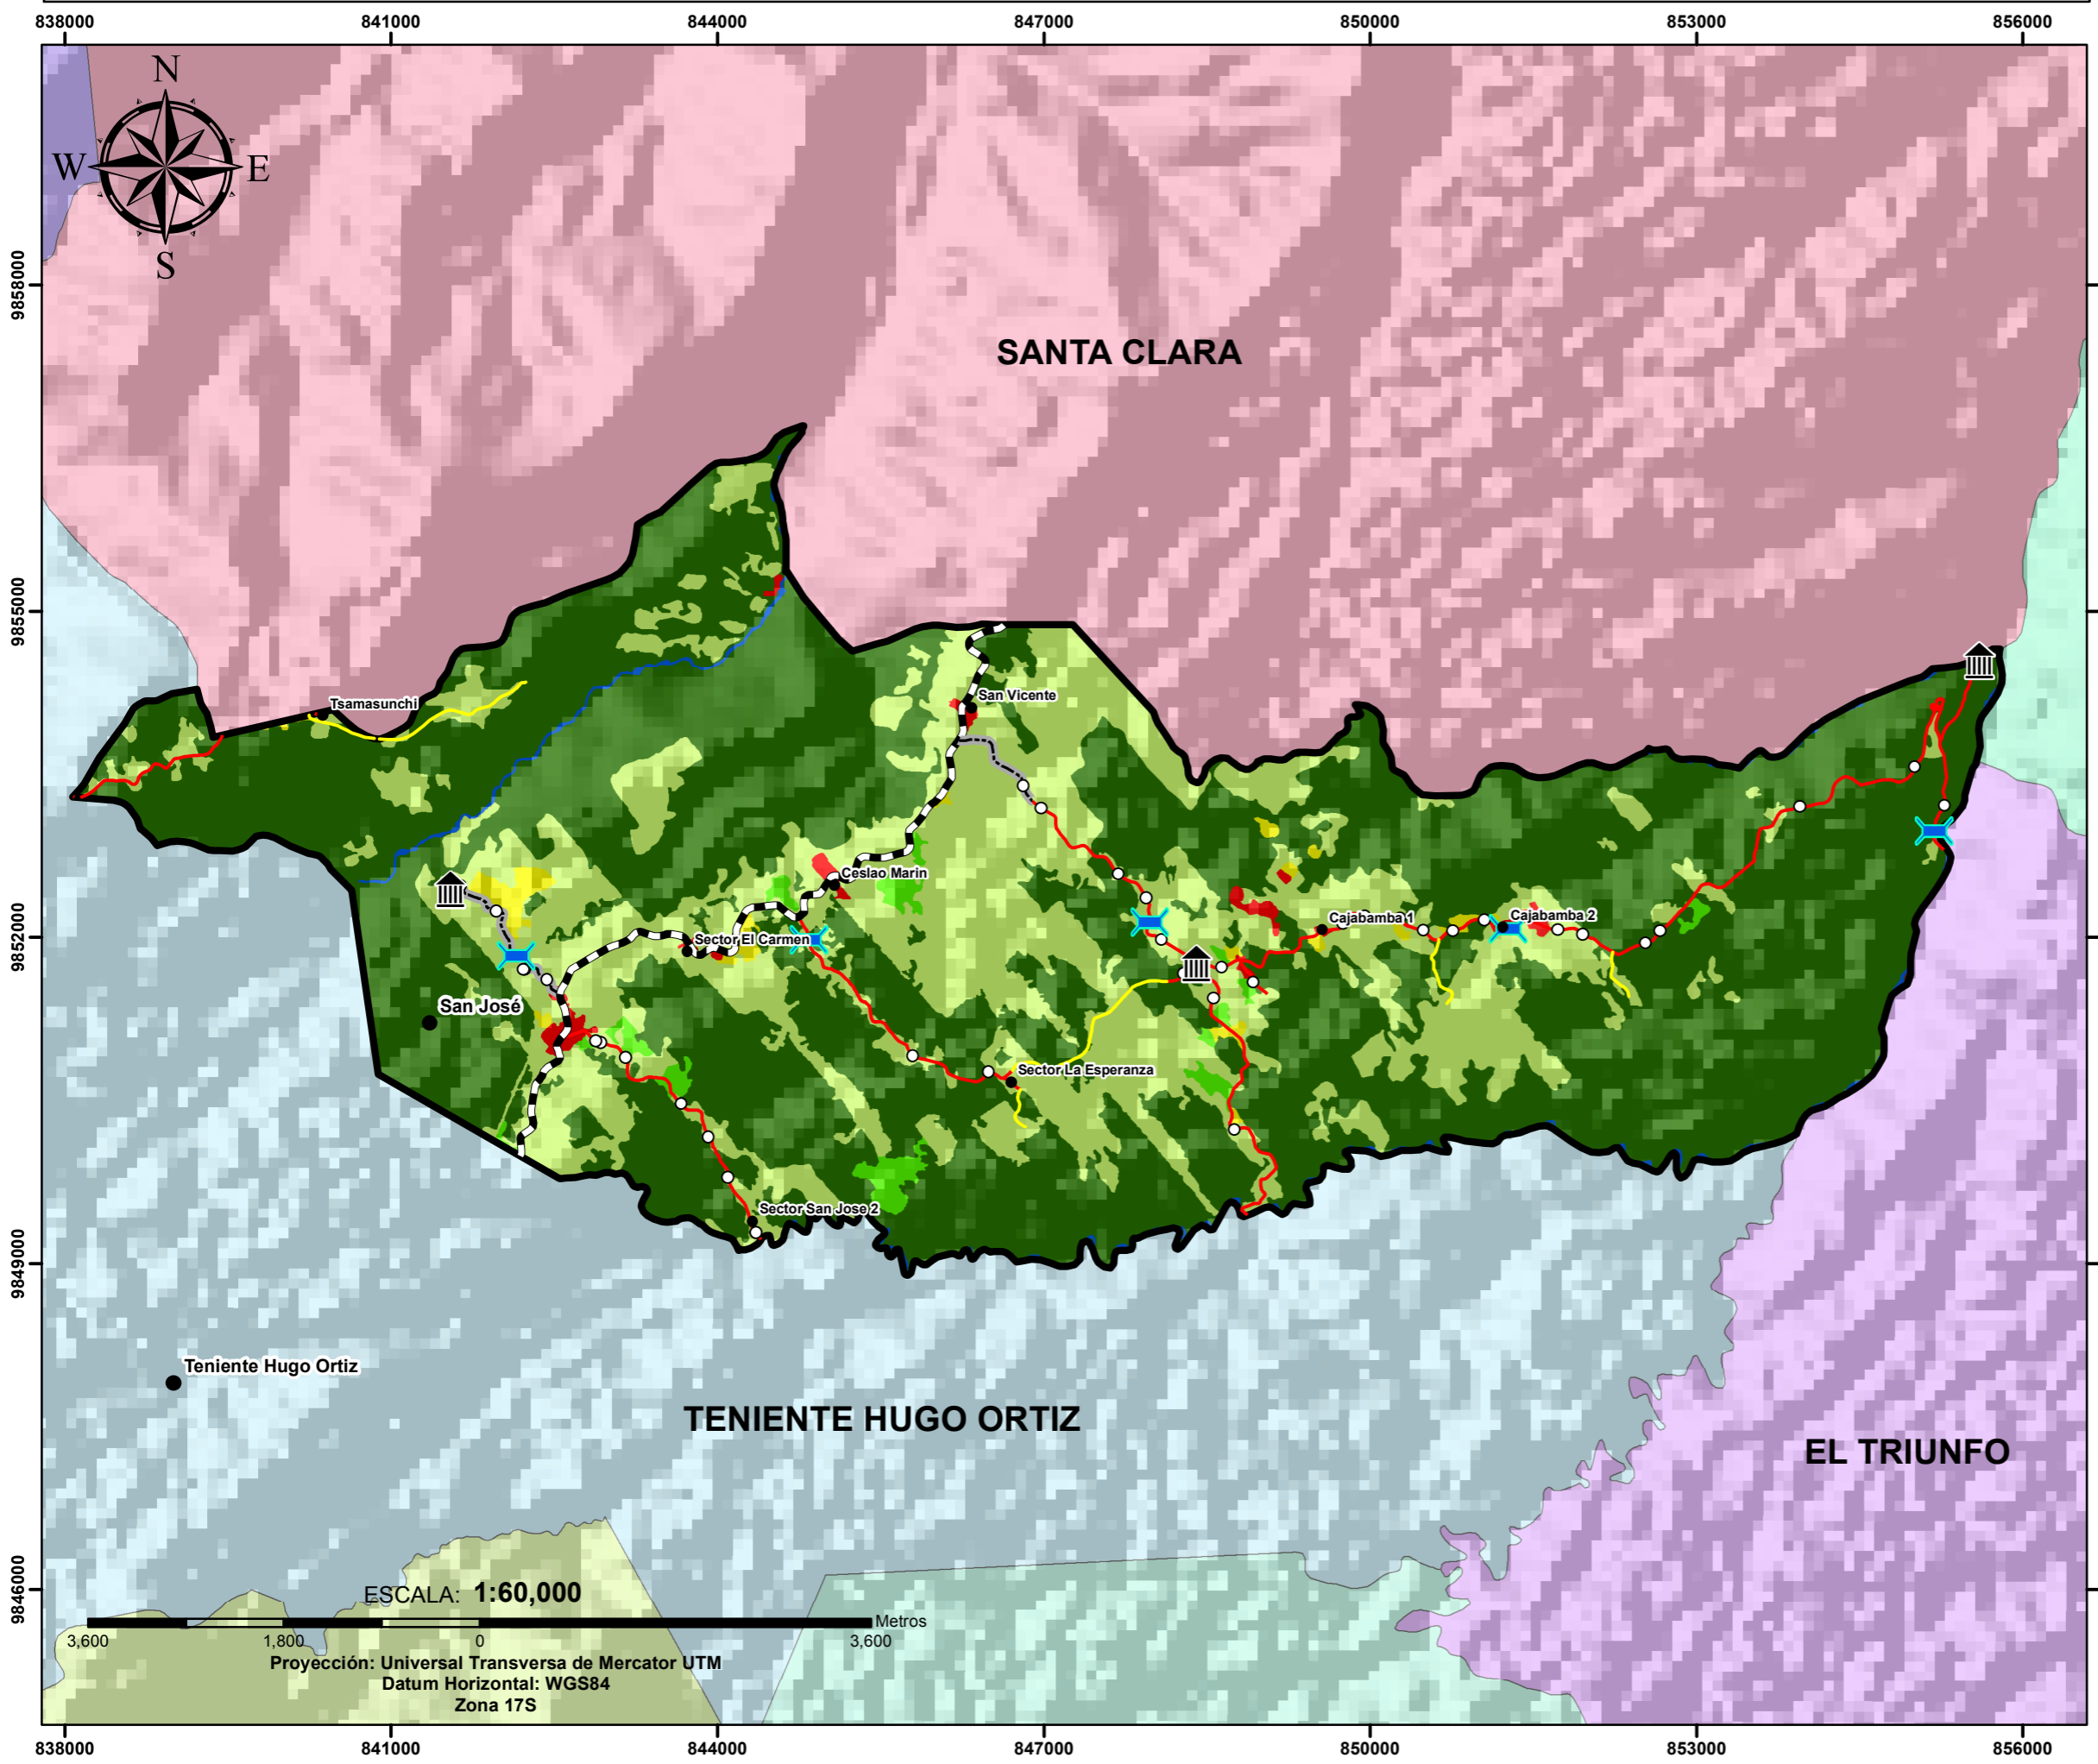 838000 841000 844000 847000 850000 853000 856000
N
W E
S
9858000
SANTA CLARA
9855000
Tsamasunchi
San Vicente
Ceslao Marin
9852000
Cajabamba 1
Cajabamba 2
Sector El Carmen
San José
Sector La Esperanza
Sector San Jose 2
9849000
Teniente Hugo Ortiz
TENIENTE HUGO ORTIZ
EL TRIUNFO
9846000
ESCALA: 1:60,000
Metros
3,600 1,800 0 3,600
Proyección: Universal Transversa de Mercator UTM
Datum Horizontal: WGS84
Zona 17S
838000 841000 844000 847000 850000 853000 856000